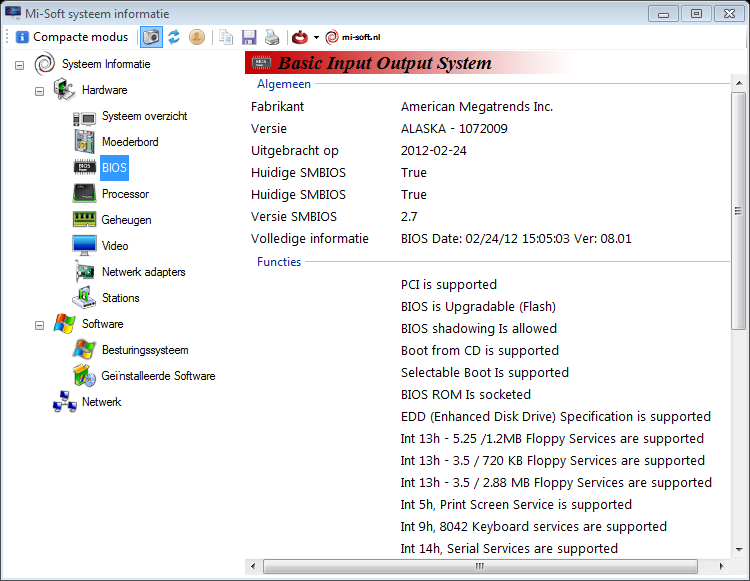 Mi-Soft systeem informatie
Compacte modus
mi-soft.nl
Systeem Informatie
Hardware
Systeem overzicht
Moederbord
BIOS
BIOS
Processor
Geheugen
Video
Netwerk adapters
Stations
Software
Besturingssysteem
Geïnstalleerde Software
Netwerk
BIOS
Basic Input Output System
Algemeen
Fabrikant American Megatrends Inc.
Versie ALASKA - 1072009
Uitgebracht op 2012-02-24
Huidige SMBIOS True
Huidige SMBIOS True
Versie SMBIOS 2.7
Volledige informatie BIOS Date: 02/24/12 15:05:03 Ver: 08.01
Functies
PCI is supported
BIOS is Upgradable (Flash)
BIOS shadowing Is allowed
Boot from CD is supported
Selectable Boot Is supported
BIOS ROM Is socketed
EDD (Enhanced Disk Drive) Specification is supported
Int 13h - 5.25 /1.2MB Floppy Services are supported
Int 13h - 3.5 / 720 KB Floppy Services are supported
Int 13h - 3.5 / 2.88 MB Floppy Services are supported
Int 5h, Print Screen Service is supported
Int 9h, 8042 Keyboard services are supported
Int 14h, Serial Services are supported